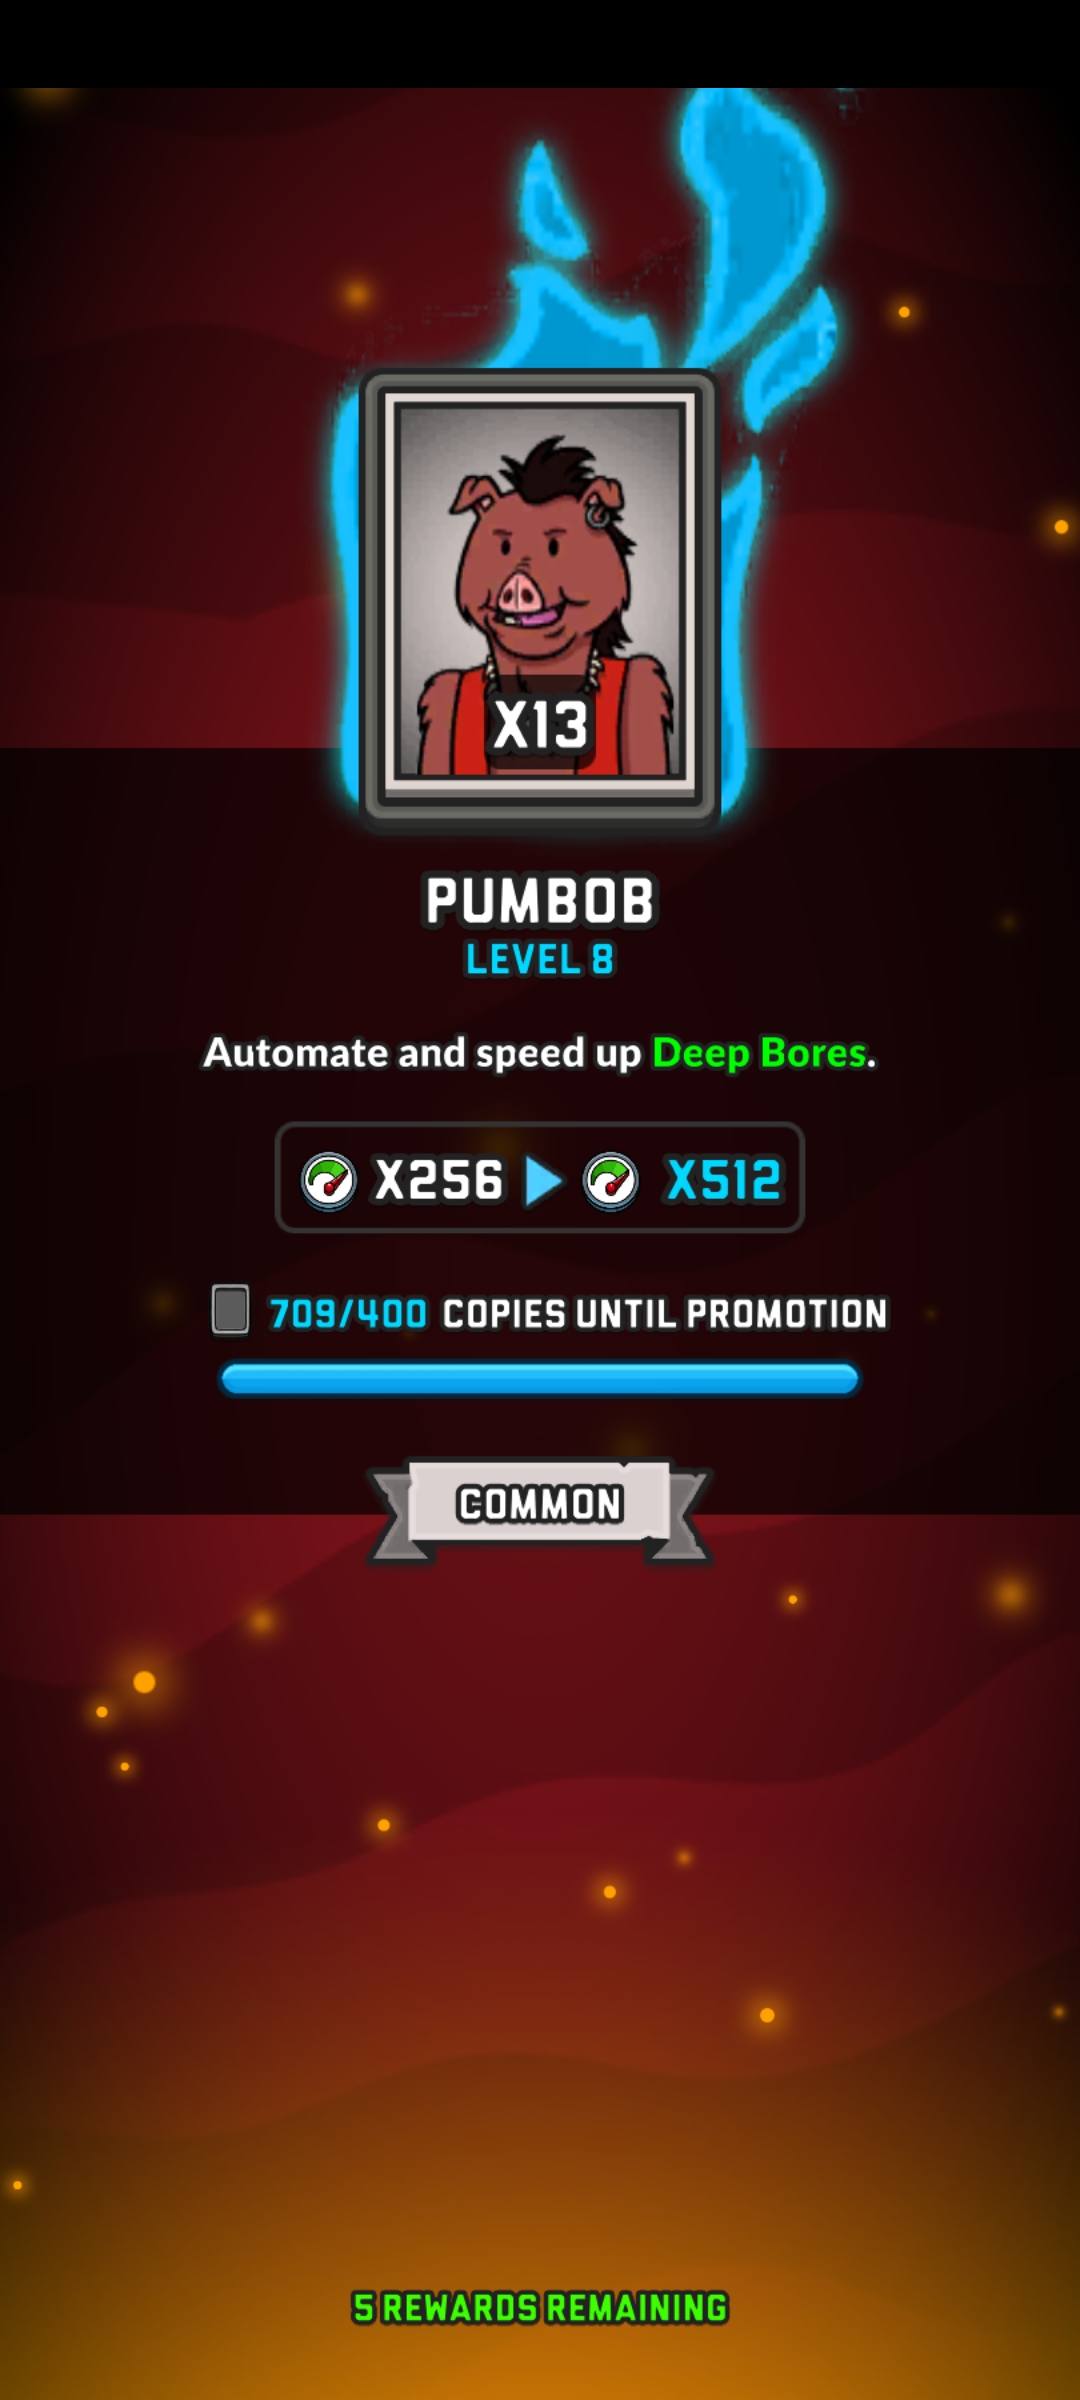 X13
PUMBOB
LEVEL 8
Automate and speed up Deep Bores.
X256 X512
709/400 COPIES UNTIL PROMOTION
COMMON
5 REWARDS REMAINING